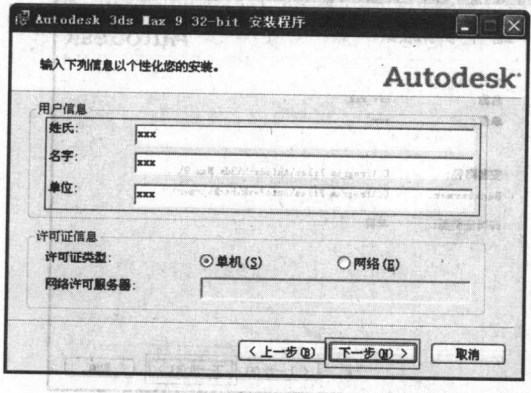 Autodesk 3ds Max 9 32-bit 安装程序
输入下列信息以个性化您的安装。
Autodesk
用户信息
姓氏:
xxx
名字:
xxx
单位:
xxx
许可证信息
许可证类型:
单机(S)
网络(E)
网络许可服务器:
< 上一步(B)
下一步(N) >
取消